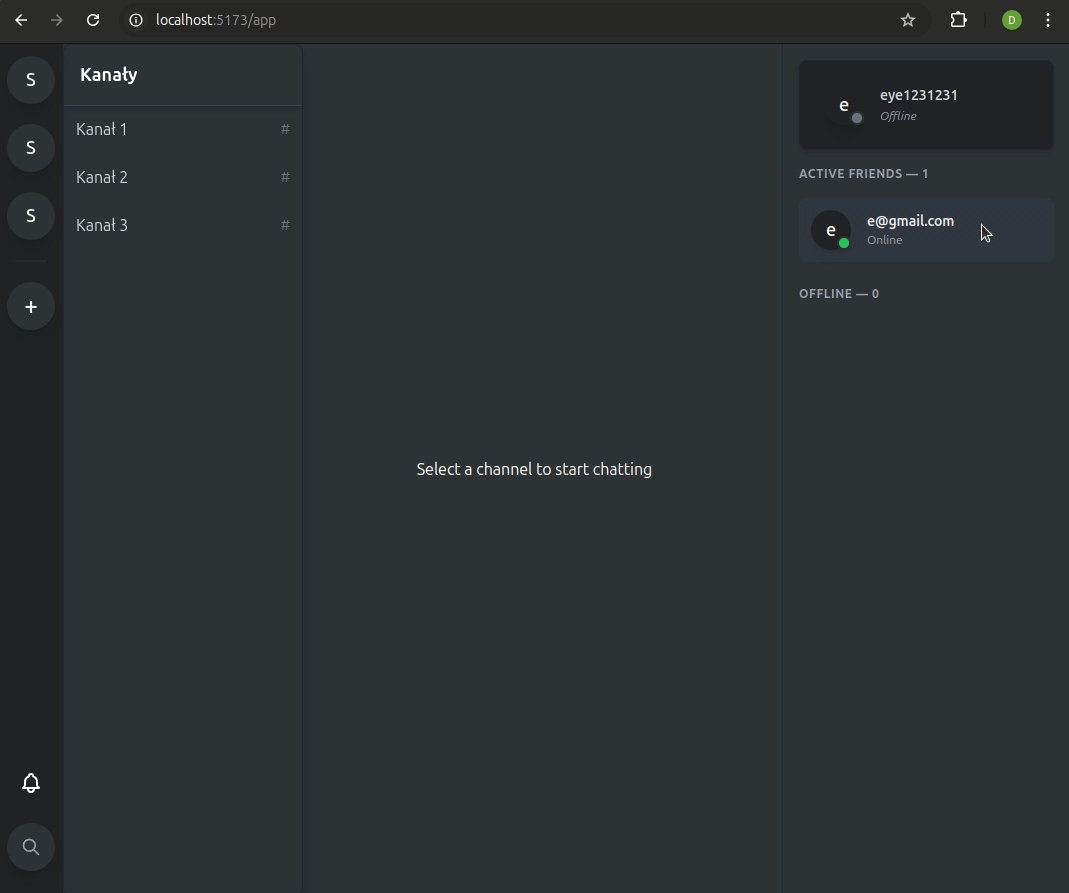 localhost:5173/app
D
S
S
S
+
Kanały
Kanał 1 #
Kanał 2 #
Kanał 3 #
Select a channel to start chatting
e
eye1231231
Offline
ACTIVE FRIENDS — 1
e
e@gmail.com
Online
OFFLINE — 0